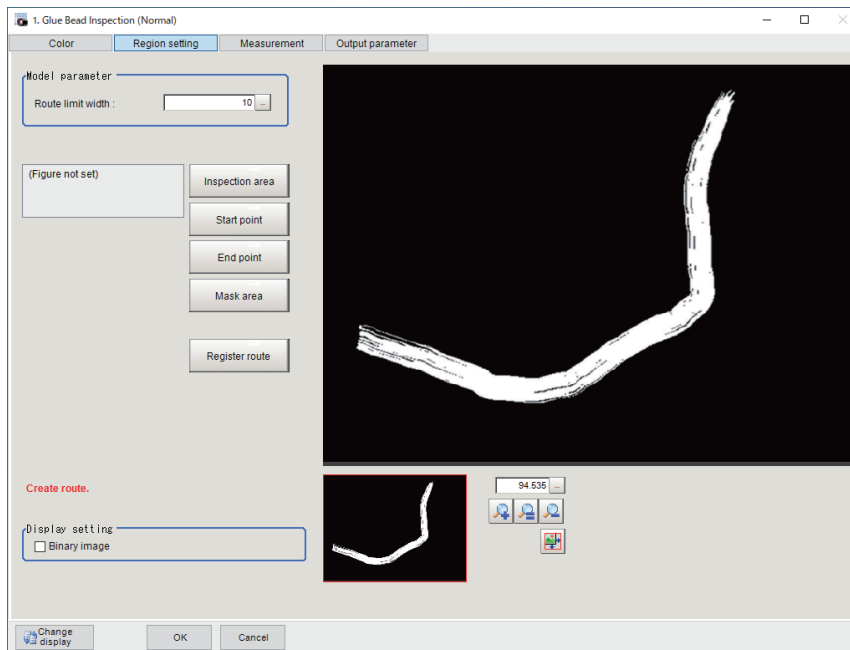 1. Glue Bead Inspection (Normal)
Color Region setting Measurement Output parameter
Model parameter
Route limit width : 10 ...
(Figure not set)
Inspection area
Start point
End point
Mask area
Register route
Create route.
94.535 ...
Display setting
Binary image
Change display
OK Cancel